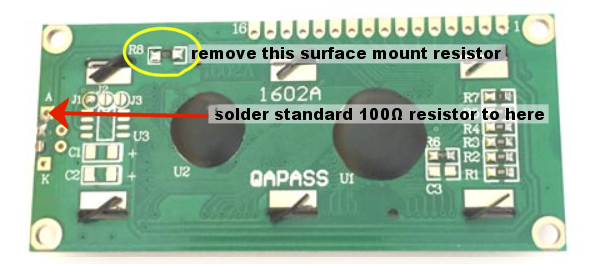 16 1
R8 remove this surface mount resistor
A
J1 J2 J3
1602A
R7
solder standard 100Ω resistor to here
U3
R4
R6
R3
C1 +
U2
R2
K
C2 +
QAPASS
U1
C3
R1